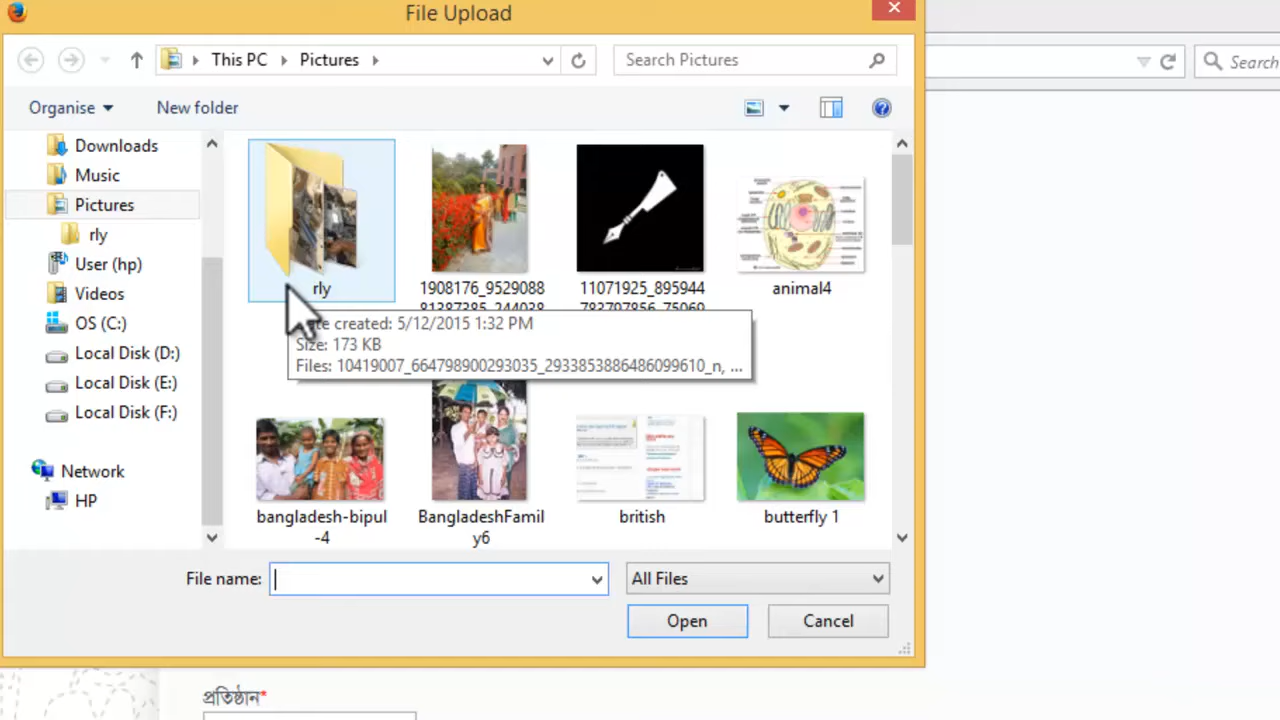 File Upload
This PC
Pictures
Search Pictures
Search
Organise
New folder
Downloads
Music
Pictures
rly
User (hp)
Videos
OS (C:)
Local Disk (D:)
Local Disk (E:)
Local Disk (F:)
Network
HP
rly
1908176_9529088
11071925_895944
animal4
created: 5/12/2015 1:32 PM
Size: 173 KB
Files: 10419007_664798900293035_2933853886486099610_n, ...
bangladesh-bipul
-4
BangladeshFamil
y6
british
butterfly 1
File name:
All Files
Open
Cancel
প্রতিষ্ঠান*